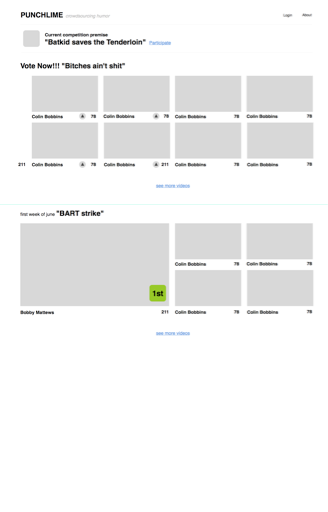 PUNCHLIME crowdsourcing humor Login About
Current competition premise
"Batkid saves the Tenderloin" Participate
Vote Now!!! "Bitches ain't shit"
Colin Bobbins A 78 Colin Bobbins A 78 Colin Bobbins 78 Colin Bobbins 78
211 Colin Bobbins A 78 Colin Bobbins A 211 Colin Bobbins 78 Colin Bobbins 78
see more videos
first week of june "BART strike"
Colin Bobbins 78 Colin Bobbins 78
1st
Bobby Mattews 211 Colin Bobbins 78 Colin Bobbins 78
see more videos